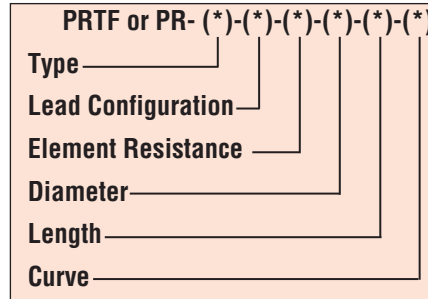 PRTF or PR- (*)-(*)-(*)-(*)-(*)-(*)
Type
Lead Configuration
Element Resistance
Diameter
Length
Curve